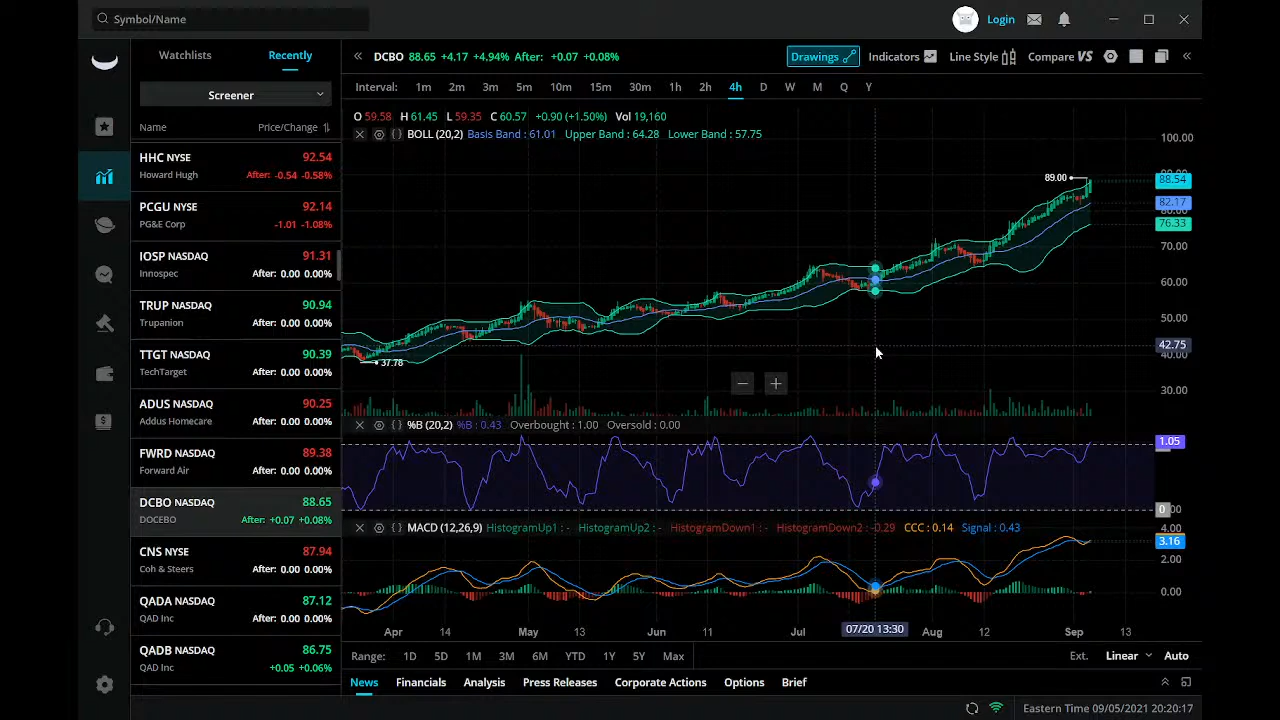 Symbol/Name
Login
Watchlists Recently
Screener
Name Price/Change
HHC NYSE 92.54
Howard Hugh After: -0.54 -0.58%
PCGU NYSE 92.14
PG&E Corp -1.01 -1.08%
IOSP NASDAQ 91.31
Innospec After: 0.00 0.00%
TRUP NASDAQ 90.94
Trupanion After: 0.00 0.00%
TTGT NASDAQ 90.39
TechTarget After: 0.00 0.00%
ADUS NASDAQ 90.25
Addus Homecare After: 0.00 0.00%
FWRD NASDAQ 89.38
Forward Air After: 0.00 0.00%
DCBO NASDAQ 88.65
DOCEBO After: +0.07 +0.08%
CNS NYSE 87.94
Coh & Steers After: 0.00 0.00%
QADA NASDAQ 87.12
QAD Inc After: 0.00 0.00%
QADB NASDAQ 86.75
QAD Inc +0.05 +0.06%
DCBO 88.65 +4.17 +4.94% After: +0.07 +0.08%
Drawings Indicators Line Style Compare VS
Interval: 1m 2m 3m 5m 10m 15m 30m 1h 2h 4h D W M Q Y
O 59.58 H 61.45 L 59.35 C 60.57 +0.90 (+1.50%) Vol 19,160
BOLL (20,2) Basis Band : 61.01 Upper Band : 64.28 Lower Band : 57.75
100.00
89.00
88.54
82.17
80.00
76.33
70.00
60.00
50.00
42.75
40.00
37.78
30.00
%B (20,2) %B : 0.43 Overbought : 1.00 Oversold : 0.00
1.05
0
MACD (12,26,9) HistogramUp1 : - HistogramUp2 : - HistogramDown1 : - HistogramDown2 : -0.29 CCC : 0.14 Signal : 0.43
4.00
3.16
2.00
0.00
Apr 14 May 13 Jun 11 Jul 07/20 13:30 Aug 12 Sep 13
Range: 1D 5D 1M 3M 6M YTD 1Y 5Y Max Ext. Linear Auto
News Financials Analysis Press Releases Corporate Actions Options Brief
Eastern Time 09/05/2021 20:20:17